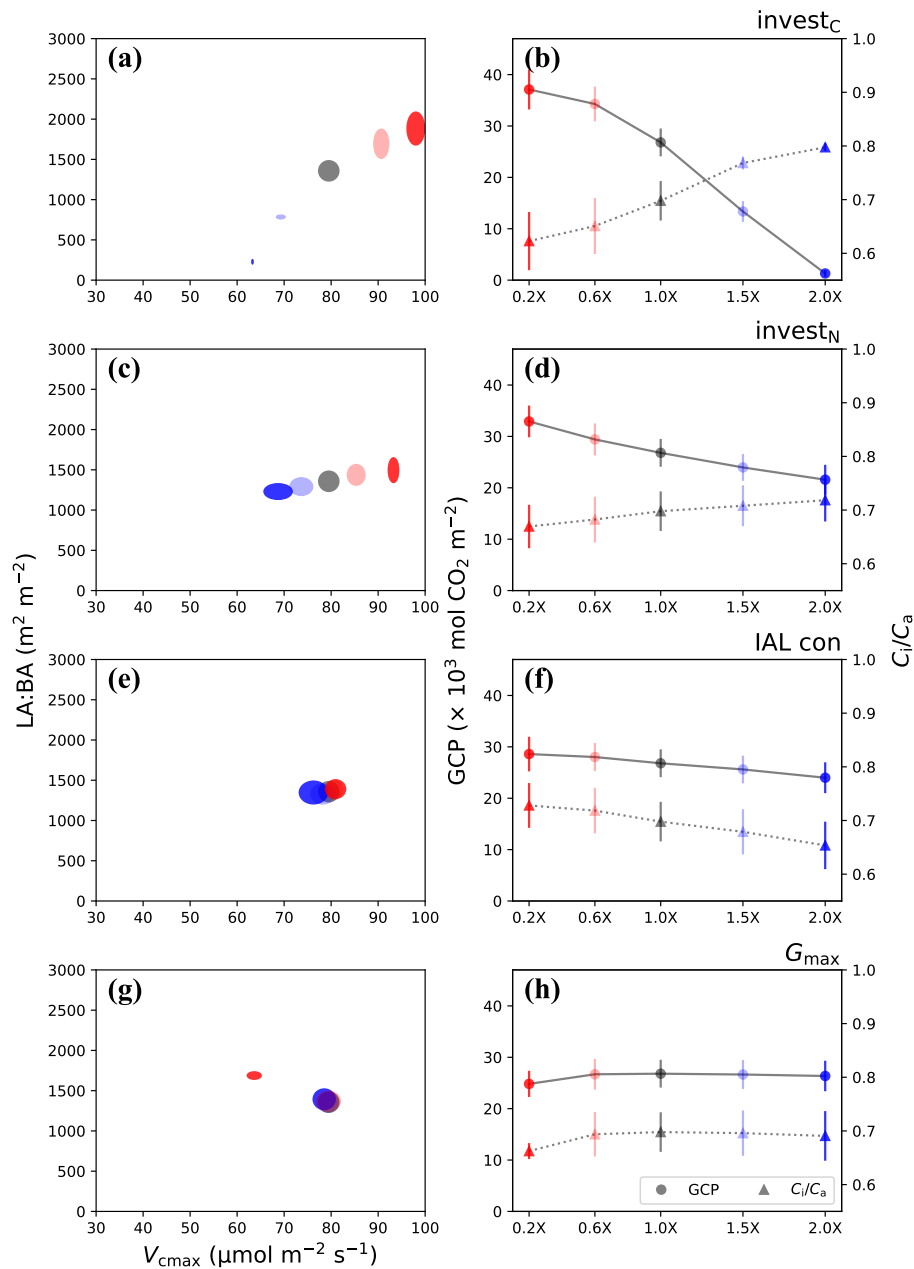 invest_C
(a)
3000
2500
2000
1500
1000
500
0
30 40 50 60 70 80 90 100
(b)
40
30
20
10
0
1.0
0.9
0.8
0.7
0.6
0.2X 0.6X 1.0X 1.5X 2.0X
invest_N
(c)
3000
2500
2000
1500
1000
500
0
30 40 50 60 70 80 90 100
(d)
40
30
20
10
0
1.0
0.9
0.8
0.7
0.6
0.2X 0.6X 1.0X 1.5X 2.0X
LA:BA (m² m⁻²)
GCP (× 10³ mol CO₂ m⁻²)
C_i/C_a
IAL con
(e)
3000
2500
2000
1500
1000
500
0
30 40 50 60 70 80 90 100
(f)
40
30
20
10
0
1.0
0.9
0.8
0.7
0.6
0.2X 0.6X 1.0X 1.5X 2.0X
G_max
(g)
3000
2500
2000
1500
1000
500
0
30 40 50 60 70 80 90 100
V_cmax (μmol m⁻² s⁻¹)
(h)
40
30
20
10
0
1.0
0.9
0.8
0.7
0.6
GCP C_i/C_a
0.2X 0.6X 1.0X 1.5X 2.0X